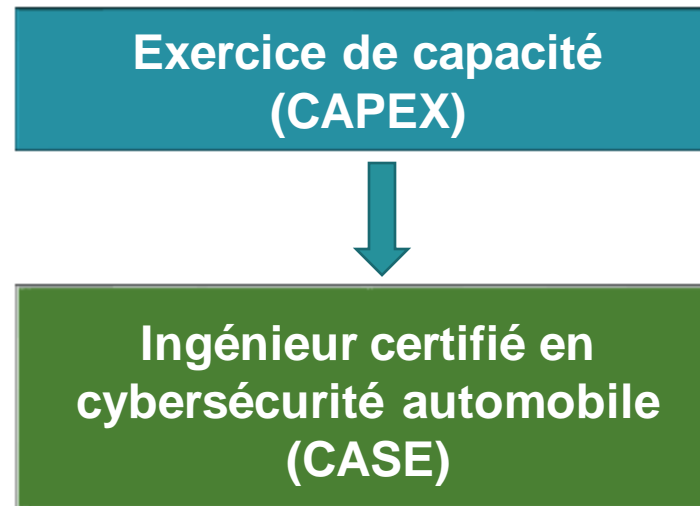 Exercice de capacité
(CAPEX)
Ingénieur certifié en
cybersécurité automobile
(CASE)